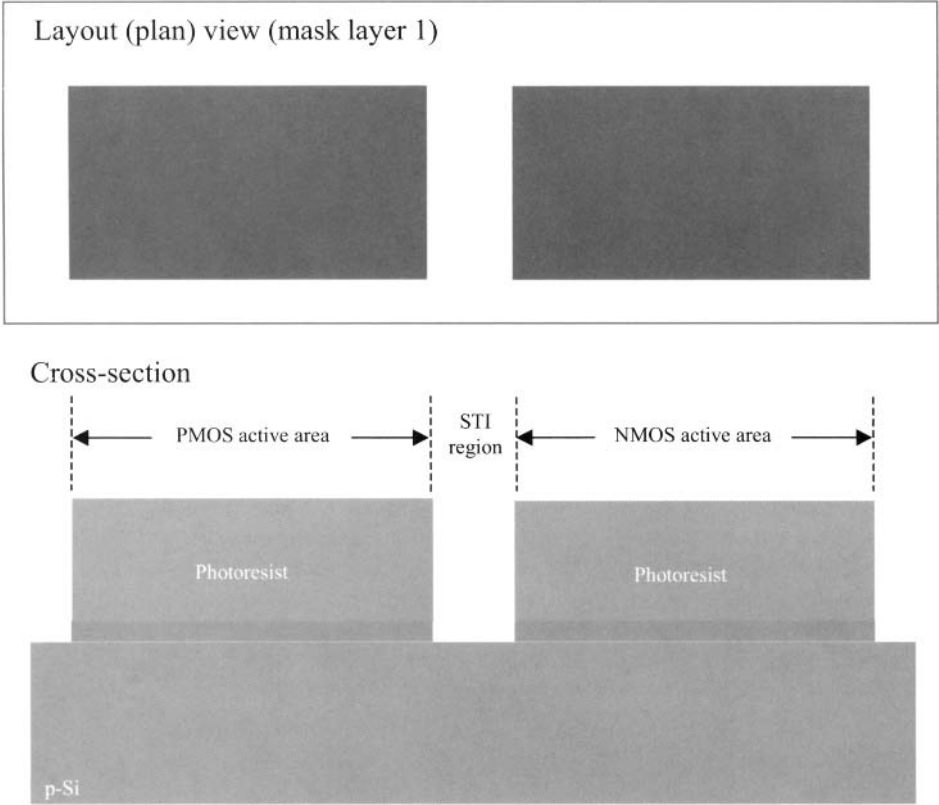 Layout (plan) view (mask layer 1)
Cross-section
PMOS active area
STI
region
NMOS active area
Photoresist
Photoresist
p-Si